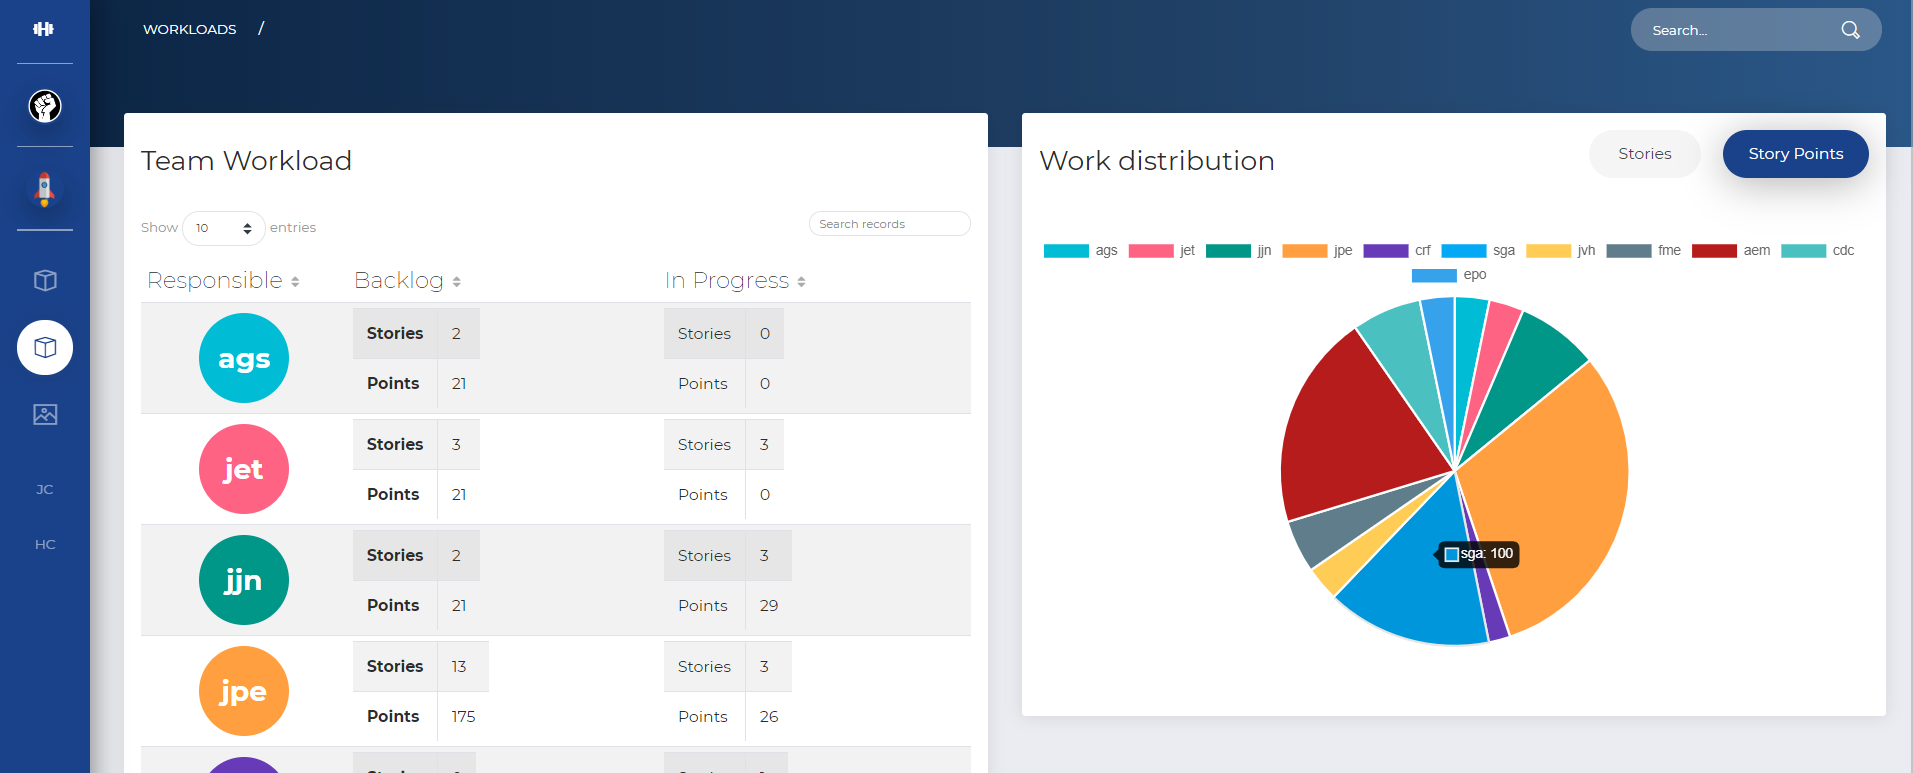 WORKLOADS /
Search...
Team Workload
Show 10 entries
Search records
Responsible Backlog In Progress
ags
Stories 2
Points 21
Stories 0
Points 0
jet
Stories 3
Points 21
Stories 3
Points 0
jjn
Stories 2
Points 21
Stories 3
Points 29
jpe
Stories 13
Points 175
Stories 3
Points 26
Work distribution
Stories
Story Points
ags jet jjn jpe crf sga jvh fme aem cdc
epo
sga: 100
JC
HC